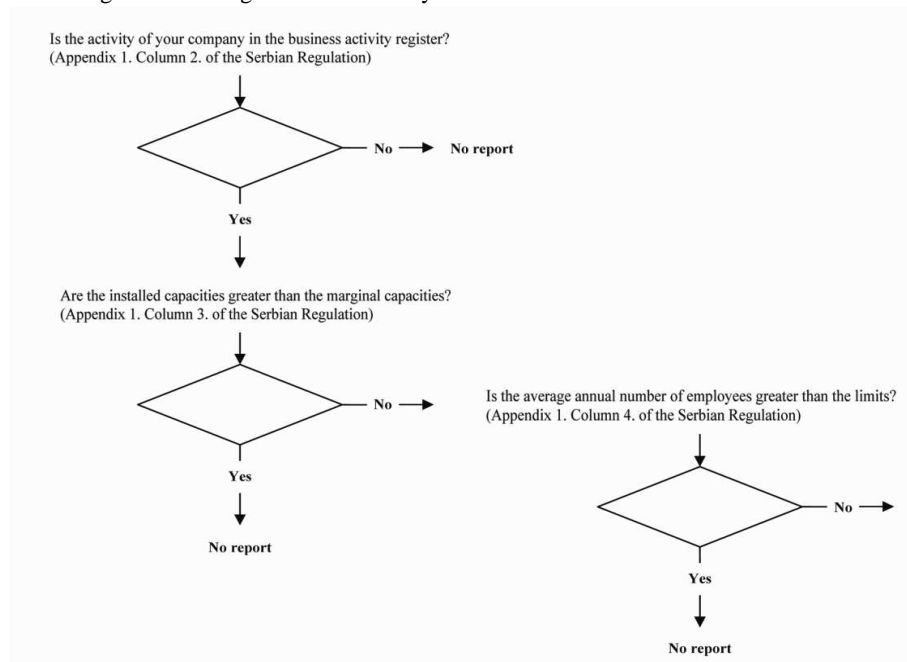 Is the activity of your company in the business activity register?
(Appendix 1. Column 2. of the Serbian Regulation)
No
No report
Yes
Are the installed capacities greater than the marginal capacities?
(Appendix 1. Column 3. of the Serbian Regulation)
No
Yes
No report
Is the average annual number of employees greater than the limits?
(Appendix 1. Column 4. of the Serbian Regulation)
No
Yes
No report